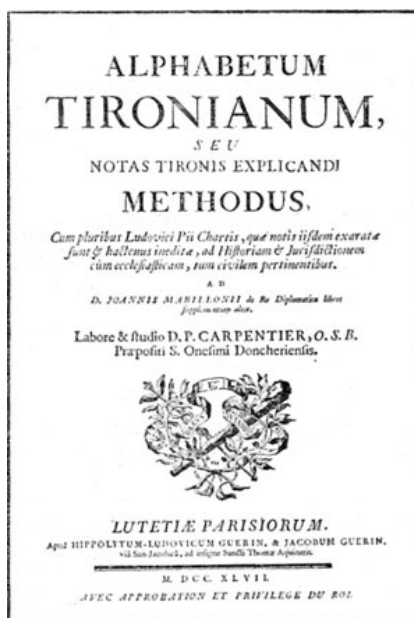 ALPHABETUM
TIRONIANUM,
SEU
NOTAS TIRONIS EXPLICANDI
METHODUS,
Cum pluribus Ludovici Pii Chartis, quæ notis iisdem exaratæ
sunt & hactenus ineditæ, ad Historiam & Jurisdictionem
cùm ecclesiasticam, tum civilem pertinentibus.
AD
D. JOANNIS MABILLONII de Re Diplomatica libros
Labore & studio D. P. CARPENTIER, O. S. B.
Præpositi S. Onesimi Doncheriensis.
LUTETIÆ PARISIORUM.
Apud HIPPOLYTUM-LUDOVICUM GUERIN, & JACOBUM GUERIN,
viâ San-Jacobæâ, ad insigne Sancti Thomæ Aquinatis.
M. DCC. XLVII.
AVEC APPROBATION ET PRIVILEGE DU ROI.